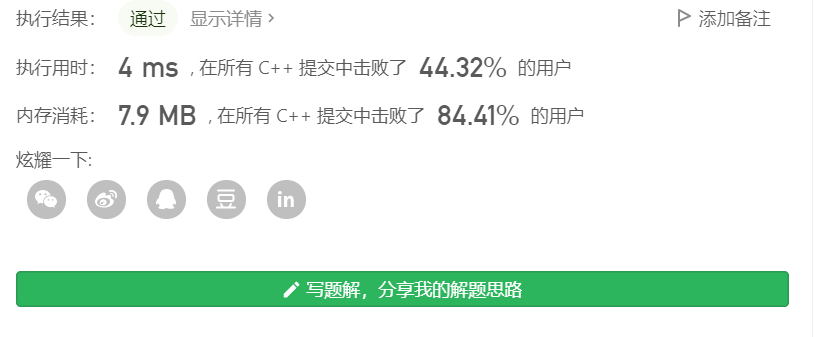 执行结果： 通过 显示详情 > 添加备注
执行用时： 4 ms , 在所有 C++ 提交中击败了 44.32% 的用户
内存消耗： 7.9 MB , 在所有 C++ 提交中击败了 84.41% 的用户
炫耀一下:
豆 in
写题解，分享我的解题思路